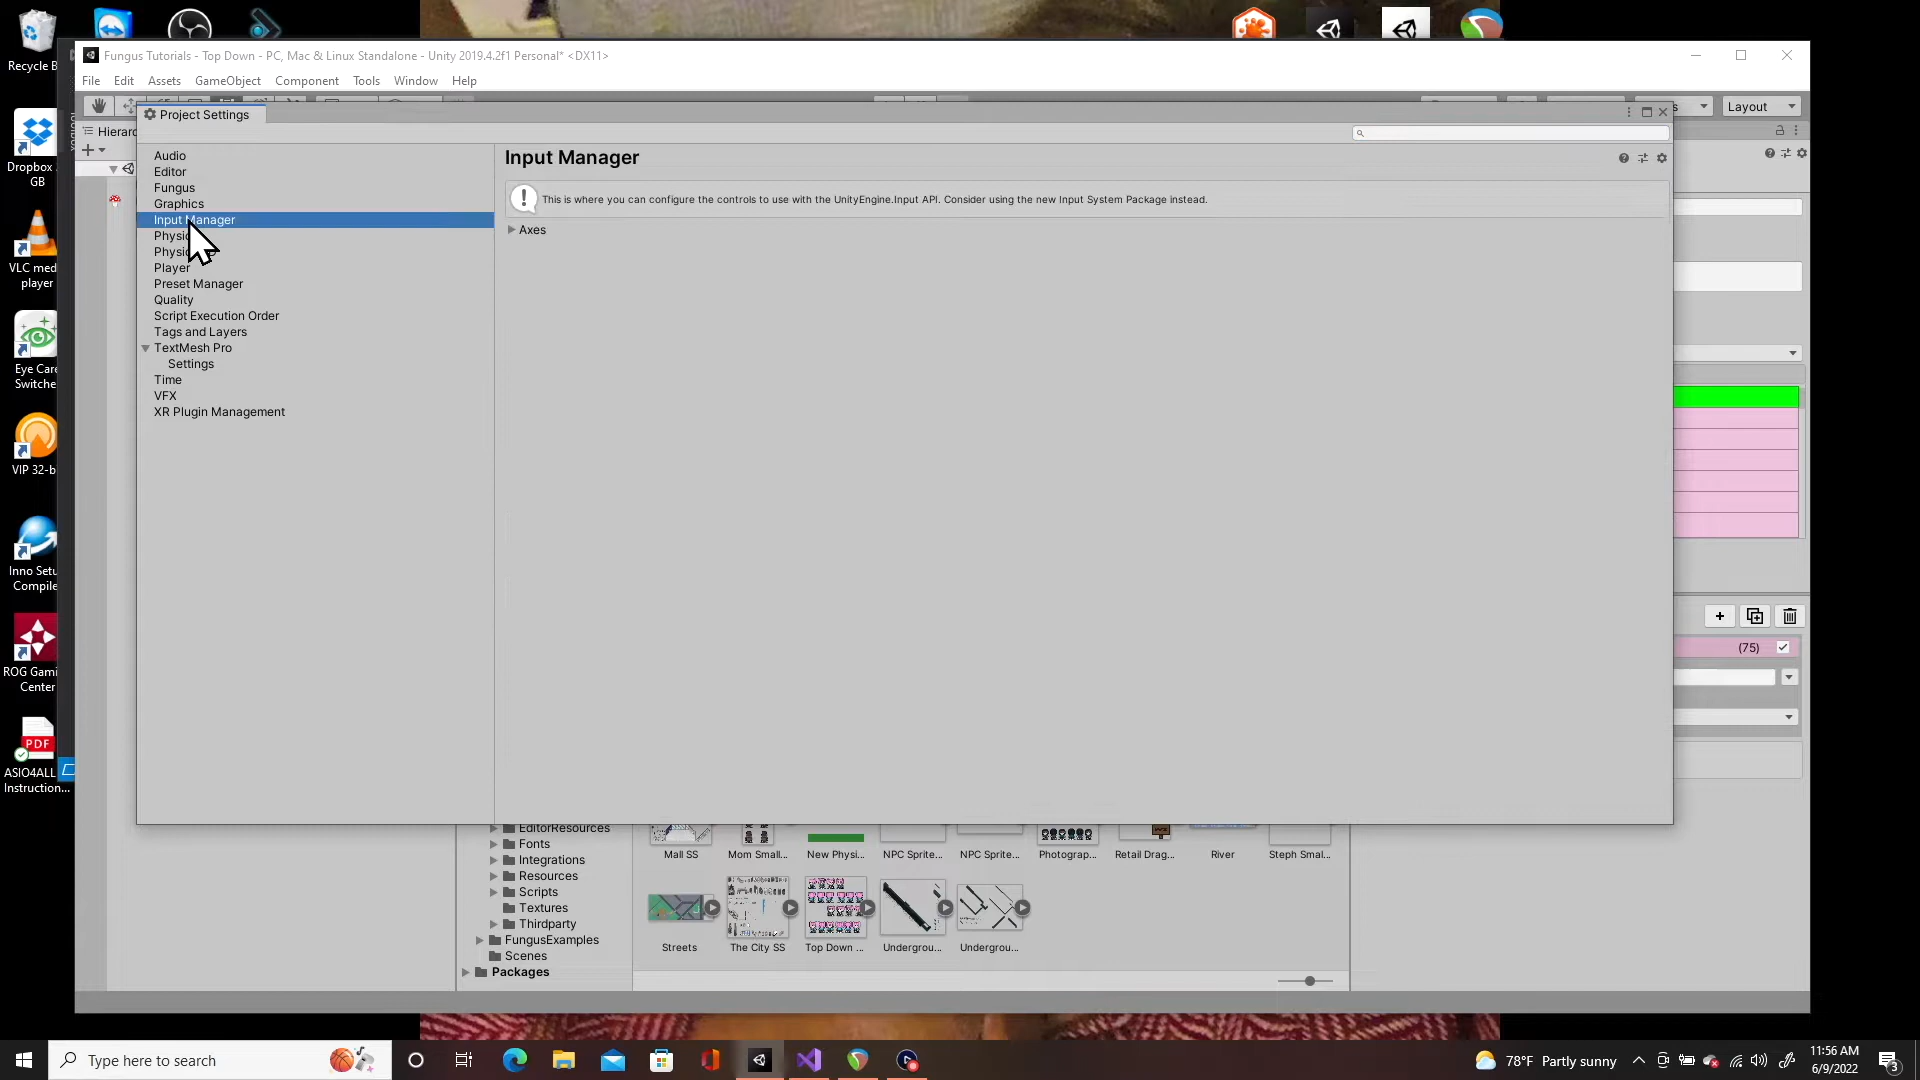 Recycle B
Dropbox
GB
VLC med
player
Eye Care
Switche
VIP 32-b
Inno Setu
Compile
ROG Gami
Center
PDF
ASIO4ALL
Instruction...
Fungus Tutorials - Top Down - PC, Mac & Linux Standalone - Unity 2019.4.2f1 Personal* <DX11>
File Edit Assets GameObject Component Tools Window Help
Layout
Hierarc
Project Settings
Audio
Editor
Fungus
Graphics
Input Manager
Physic
Physic
Player
Preset Manager
Quality
Script Execution Order
Tags and Layers
TextMesh Pro
Settings
Time
VFX
XR Plugin Management
Input Manager
This is where you can configure the controls to use with the UnityEngine.Input API. Consider using the new Input System Package instead.
Axes
(75)
EditorResources
Fonts
Integrations
Resources
Scripts
Textures
Thirdparty
FungusExamples
Scenes
Packages
Mall SS Mom Small... New Physi... NPC Sprite... NPC Sprite... Photograp... Retail Drag... River Steph Smal...
Streets The City SS Top Down ... Undergrou... Undergrou...
Type here to search
78°F Partly sunny
11:56 AM
6/9/2022
3